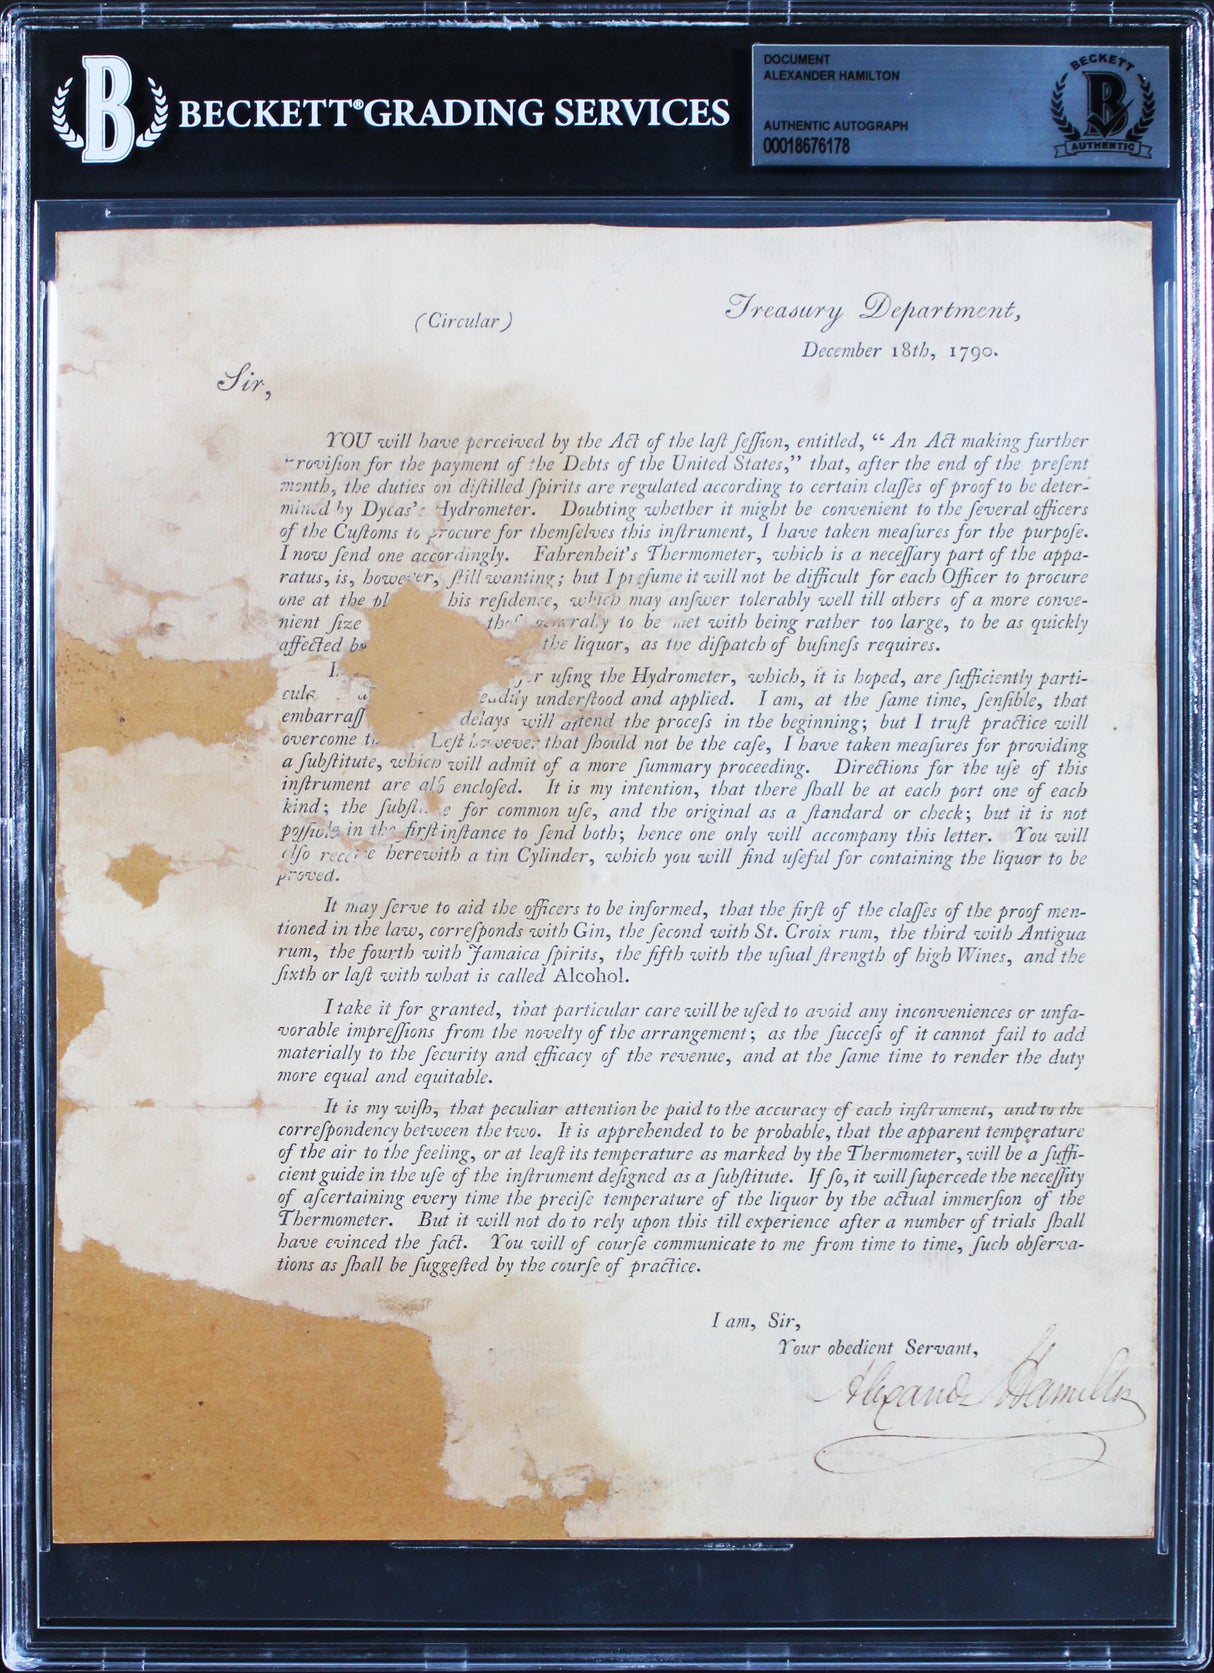 BECKETT®GRADING SERVICES
B
DOCUMENT
ALEXANDER HAMILTON
AUTHENTIC AUTOGRAPH
00018676178
BECKETT
B
AUTHENTIC
(Circular)
Treasury Department,
December 18th, 1790.
Sir,
YOU will have perceived by the Act of the laſt ſeſſion, entitled, “ An Act making further
roviſion for the payment of the Debts of the United States,” that, after the end of the preſent
month, the duties on diſtilled ſpirits are regulated according to certain claſſes of proof to be deter-
mined by Dycas's Hydrometer. Doubting whether it might be convenient to the ſeveral officers
of the Cuſtoms to procure for themſelves this inſtrument, I have taken meaſures for the purpoſe.
I now ſend one accordingly. Fahrenheit's Thermometer, which is a neceſſary part of the appa-
ratus, is, however, ſtill wanting; but I preſume it will not be difficult for each Officer to procure
one at the pl his reſidence, which may anſwer tolerably well till others of a more conve-
nient ſize generally to be met with being rather too large, to be as quickly
affected by the liquor, as the diſpatch of buſineſs requires.
uſing the Hydrometer, which, it is hoped, are ſufficiently parti-
readily underſtood and applied. I am, at the ſame time, ſenſible, that
embarraſſ delays will attend the proceſs in the beginning; but I truſt practice will
overcome Leſt however that ſhould not be the caſe, I have taken meaſures for providing
a ſubſtitute, which will admit of a more ſummary proceeding. Directions for the uſe of this
inſtrument are alſo encloſed. It is my intention, that there ſhall be at each port one of each
kind; the for common uſe, and the original as a ſtandard or check; but it is not
poſſible in the firſt inſtance to ſend both; hence one only will accompany this letter. You will
alſo receive herewith a tin Cylinder, which you will find uſeful for containing the liquor to be
proved.
It may ſerve to aid the officers to be informed, that the firſt of the claſſes of the proof men-
tioned in the law, correſponds with Gin, the ſecond with St. Croix rum, the third with Antigua
rum, the fourth with Jamaica ſpirits, the fifth with the uſual ſtrength of high Wines, and the
ſixth or laſt with what is called Alcohol.
I take it for granted, that particular care will be uſed to avoid any inconveniences or unfa-
vorable impreſſions from the novelty of the arrangement; as the ſucceſs of it cannot fail to add
materially to the ſecurity and efficacy of the revenue, and at the ſame time to render the duty
more equal and equitable.
It is my wiſh, that peculiar attention be paid to the accuracy of each inſtrument, and to the
correſpondency between the two. It is apprehended to be probable, that the apparent temperature
of the air to the feeling, or at leaſt its temperature as marked by the Thermometer, will be a ſuffi-
cient guide in the uſe of the inſtrument deſigned as a ſubſtitute. If ſo, it will ſupercede the neceſſity
of aſcertaining every time the preciſe temperature of the liquor by the actual immerſion of the
Thermometer. But it will not do to rely upon this till experience after a number of trials ſhall
have evinced the fact. You will of courſe communicate to me from time to time, ſuch obſerva-
tions as ſhall be ſuggeſted by the courſe of practice.
I am, Sir,
Your obedient Servant,
Alexander Hamilton